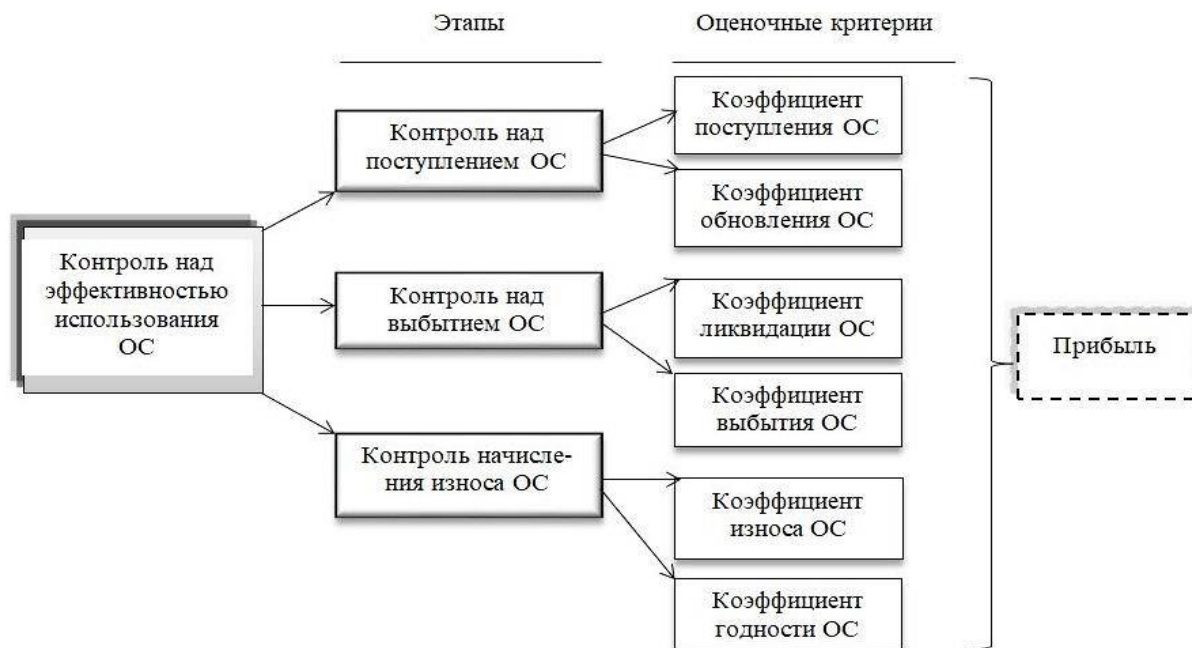 Этапы
Оценочные критерии
Контроль над
эффективностью
использования
ОС
Контроль над
поступлением ОС
Коэффициент
поступления ОС
Коэффициент
обновления ОС
Контроль над
выбытием ОС
Коэффициент
ликвидации ОС
Коэффициент
выбытия ОС
Контроль начисле-
ния износа ОС
Коэффициент
износа ОС
Коэффициент
годности ОС
Прибыль